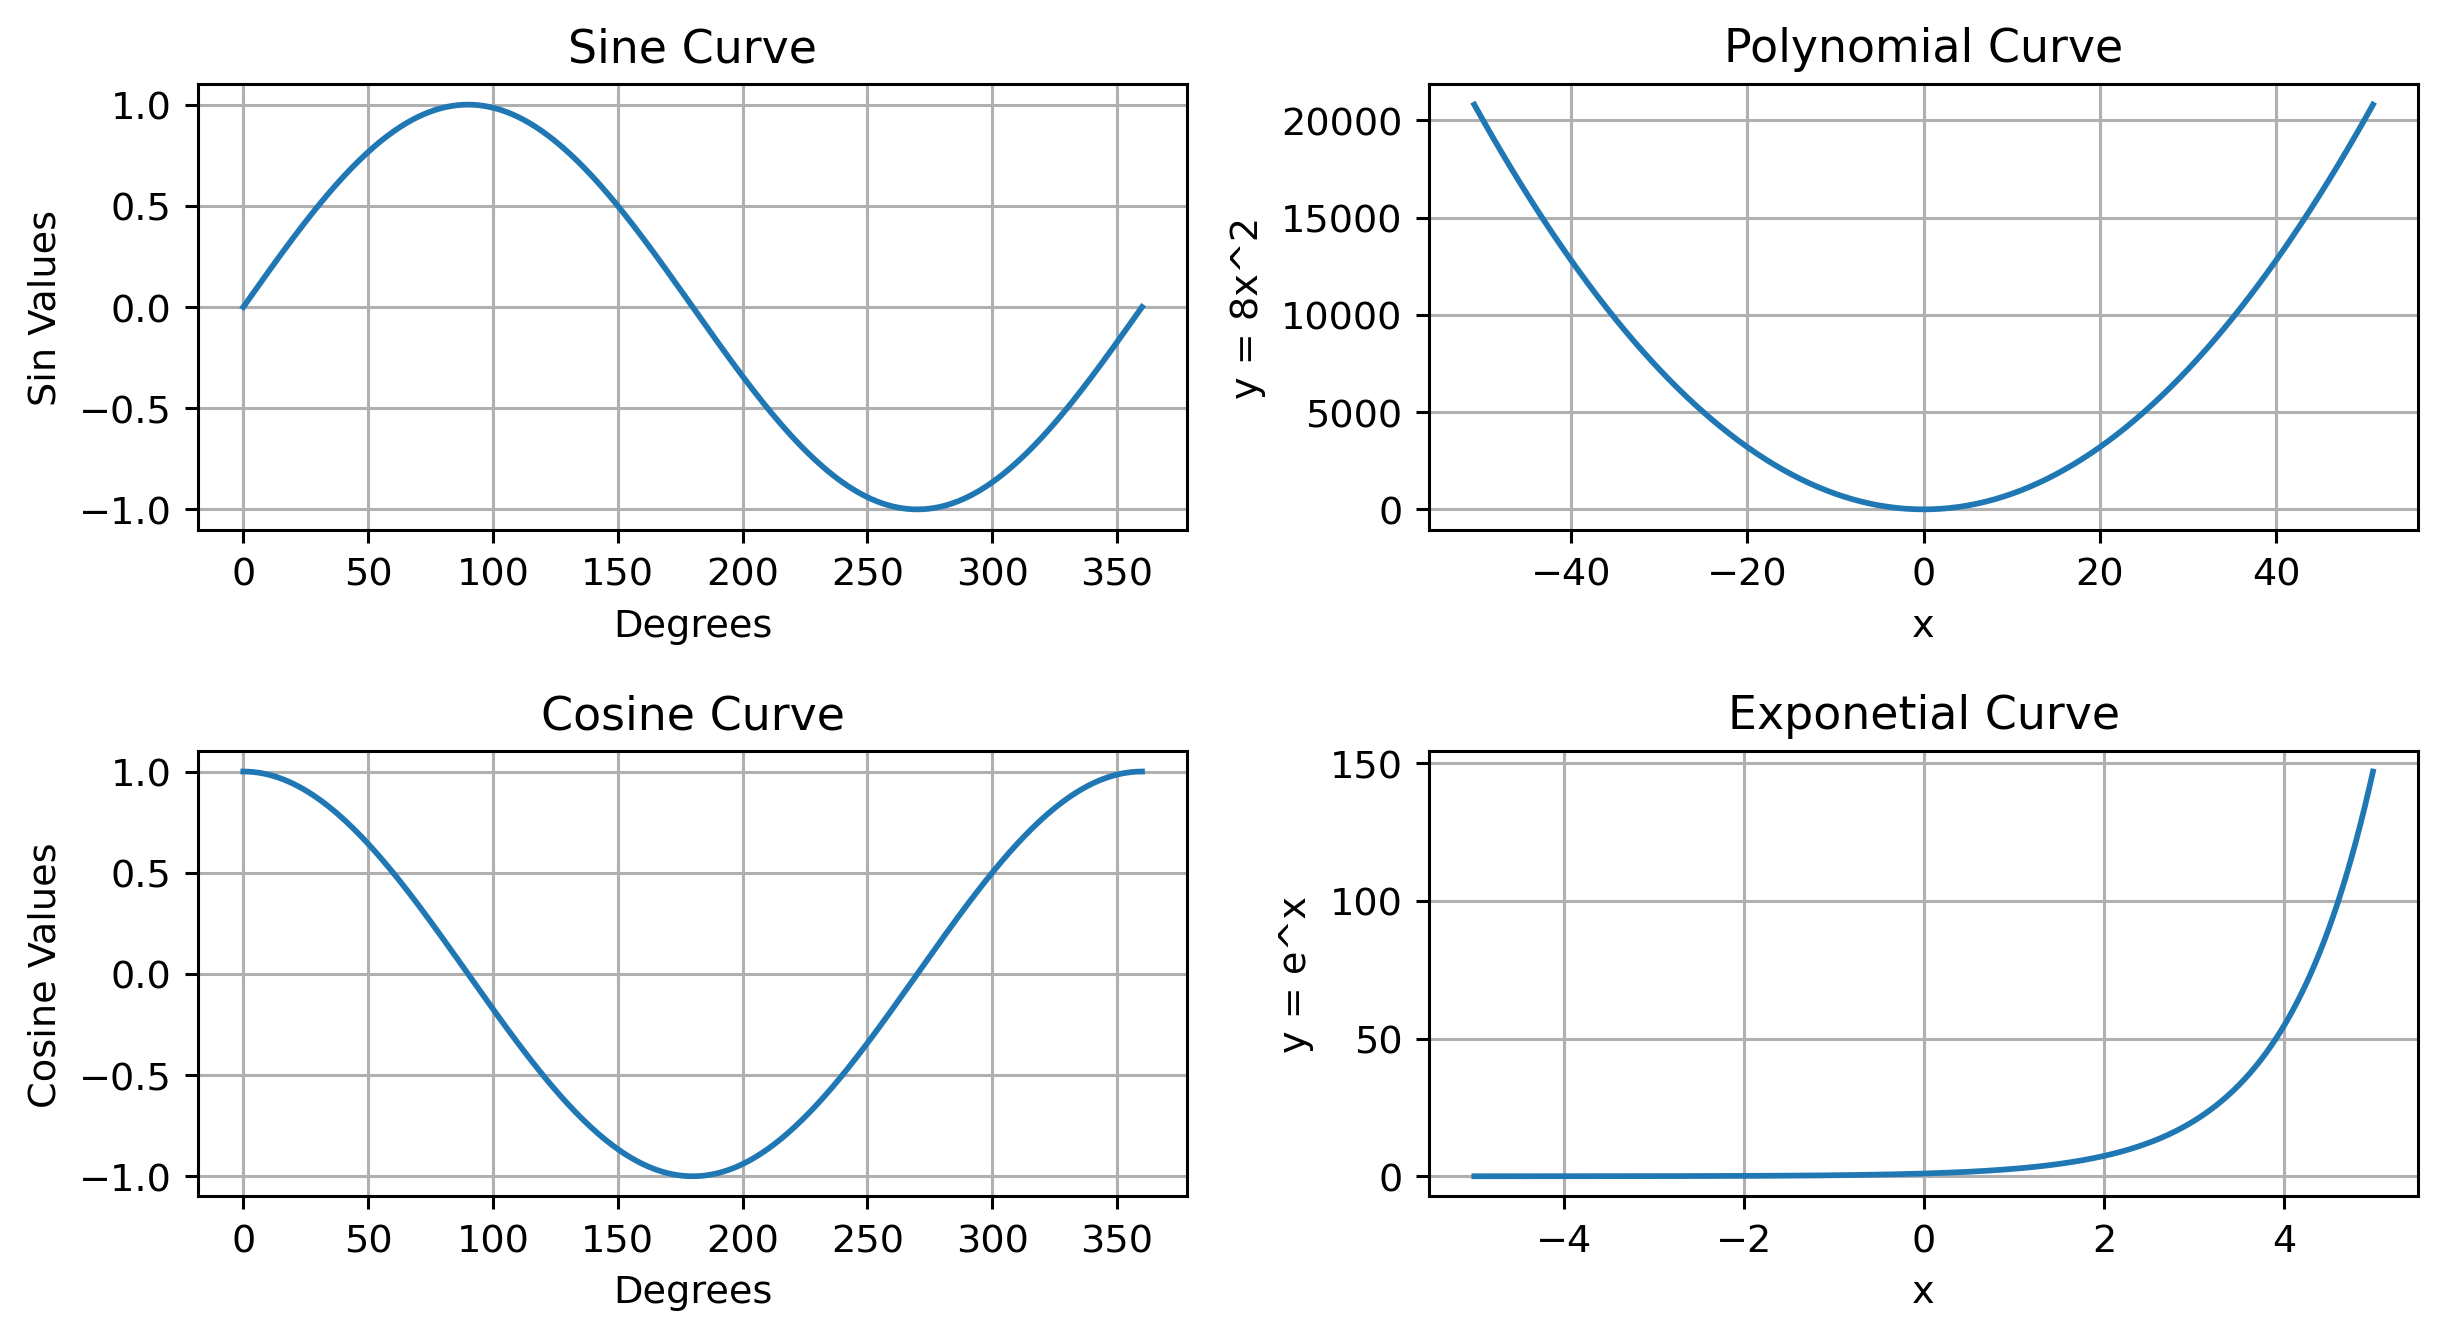 Sine Curve
1.0
0.5
0.0
−0.5
−1.0
Sin Values
0 50 100 150 200 250 300 350
Degrees
Polynomial Curve
20000
15000
10000
5000
0
y = 8x^2
−40 −20 0 20 40
x
Cosine Curve
1.0
0.5
0.0
−0.5
−1.0
Cosine Values
0 50 100 150 200 250 300 350
Degrees
Exponetial Curve
150
100
50
0
y = e^x
−4 −2 0 2 4
x